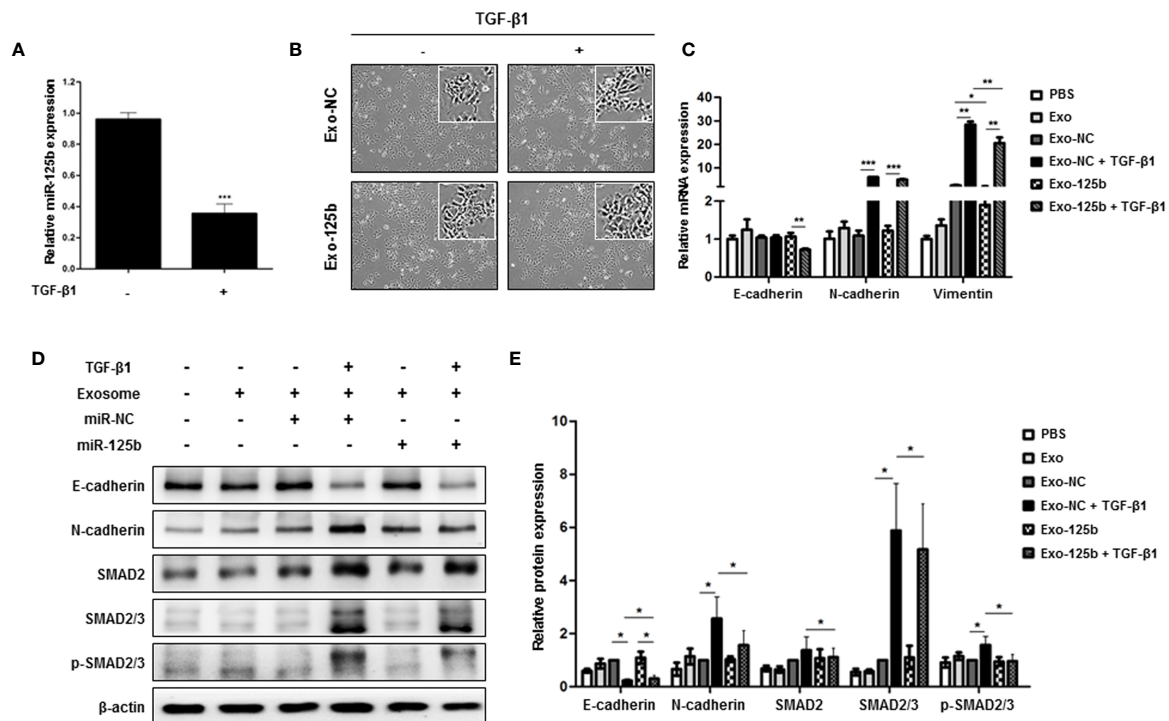 A
Relative miR-125b expression
1.2
1.0
0.8
0.6
0.4
0.2
0.0
***
TGF-β1
- +
B
TGF-β1
- +
Exo-NC
Exo-125b
C
Relative mRNA expression
40
30
20
10
2
1
0
** *** *** ** * ** **
E-cadherin N-cadherin Vimentin
PBS
Exo
Exo-NC
Exo-NC + TGF-β1
Exo-125b
Exo-125b + TGF-β1
D
TGF-β1 - - - + - +
Exosome - + + + + +
miR-NC - - + + - -
miR-125b - - - - + +
E-cadherin
N-cadherin
SMAD2
SMAD2/3
p-SMAD2/3
β-actin
E
Relative protein expression
10
8
6
4
2
0
* * * * * * * * * *
E-cadherin N-cadherin SMAD2 SMAD2/3 p-SMAD2/3
PBS
Exo
Exo-NC
Exo-NC + TGF-β1
Exo-125b
Exo-125b + TGF-β1